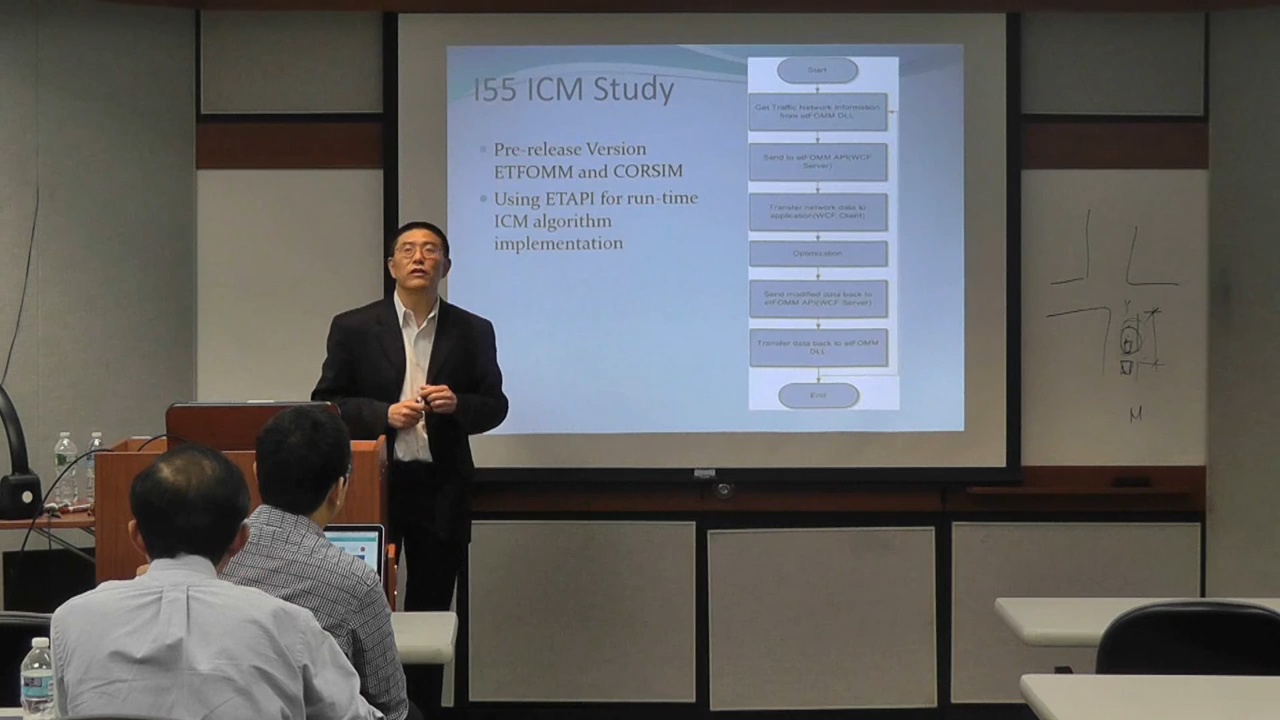 I55 ICM Study
Pre-release Version
ETFOMM and CORSIM
Using ETAPI for run-time
ICM algorithm
implementation
Start
Get Traffic Network Information
from etFOMM DLL
Send to etFOMM API(WCF
Server)
Transfer network data to
application(WCF Client)
Optimization
Send modified data back to
etFOMM API(WCF Server)
Transfer data back to etFOMM
DLL
End
M